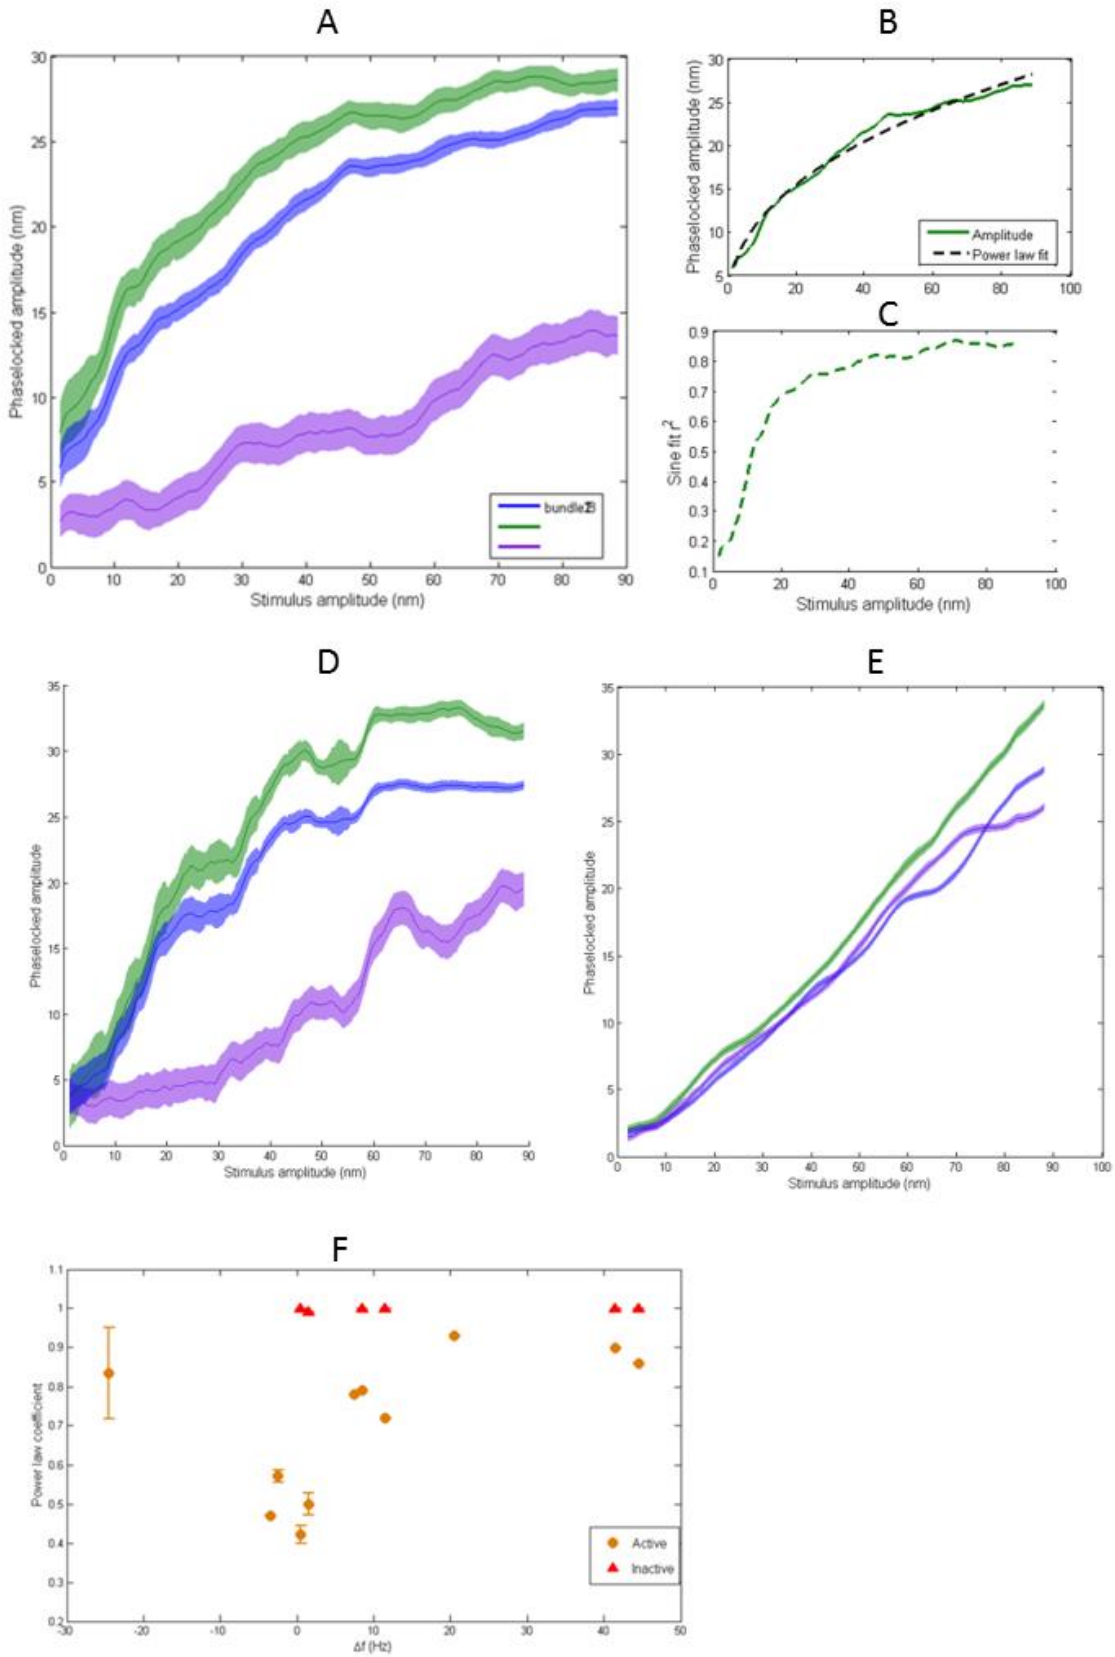 A
Phaselocked amplitude (nm)
30
25
20
15
10
5
0
0 10 20 30 40 50 60 70 80 90
Stimulus amplitude (nm)
B
Phaselocked amplitude (nm)
30
25
20
15
10
5
0 20 40 60 80 100
Amplitude
Power law fit
C
Sine fit r²
0.9
0.8
0.7
0.6
0.5
0.4
0.3
0.2
0.1
0 20 40 60 80 100
Stimulus amplitude (nm)
D
Phaselocked amplitude
35
30
25
20
15
10
5
0
0 10 20 30 40 50 60 70 80 90
Stimulus amplitude (nm)
E
Phaselocked amplitude
35
30
25
20
15
10
5
0
0 10 20 30 40 50 60 70 80 90 100
Stimulus amplitude (nm)
F
Power law coefficient
1.1
1
0.9
0.8
0.7
0.6
0.5
0.4
0.3
0.2
-30 -20 -10 0 10 20 30 40 50
Δf (Hz)
Active
Inactive